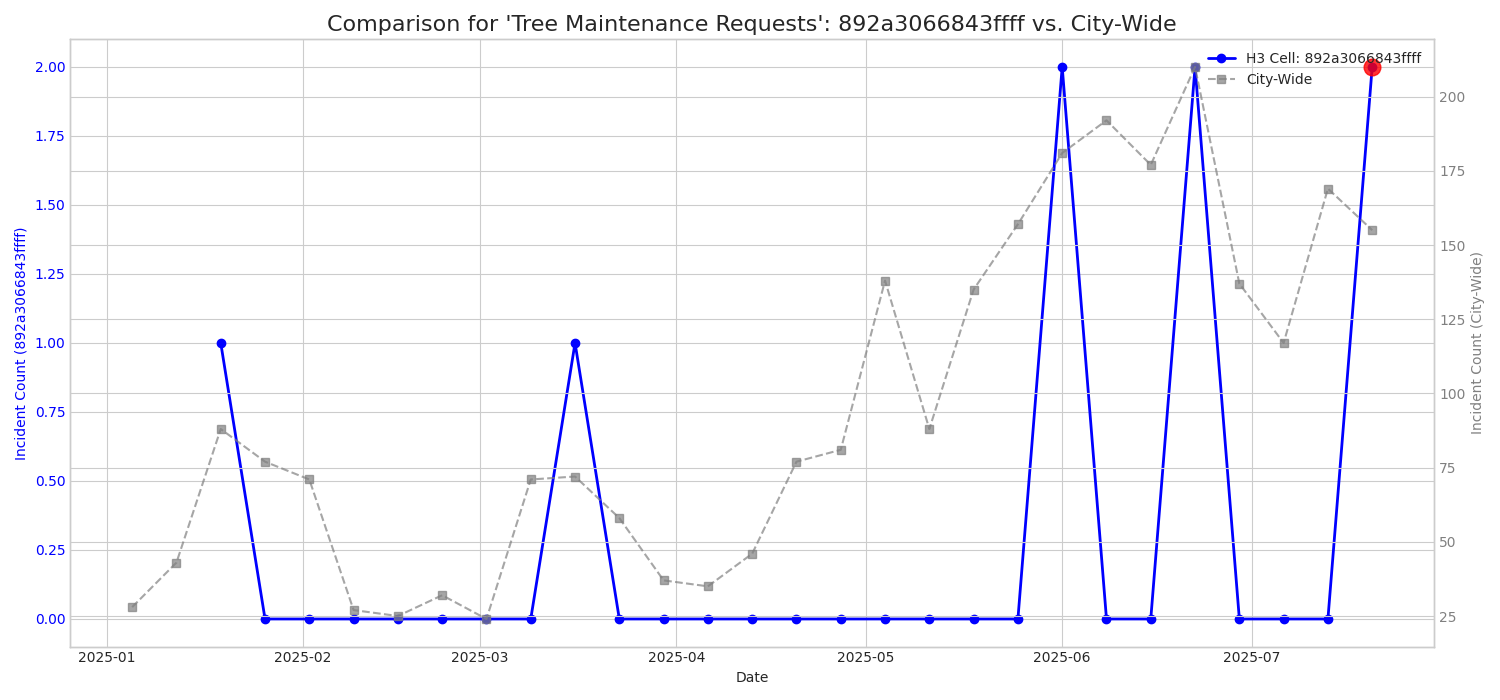 Comparison for 'Tree Maintenance Requests': 892a3066843ffff vs. City-Wide
H3 Cell: 892a3066843ffff
City-Wide
Incident Count (892a3066843ffff)
2.00
1.75
1.50
1.25
1.00
0.75
0.50
0.25
0.00
200
175
150
125
100
75
50
25
Incident Count (City-Wide)
2025-01 2025-02 2025-03 2025-04 2025-05 2025-06 2025-07
Date